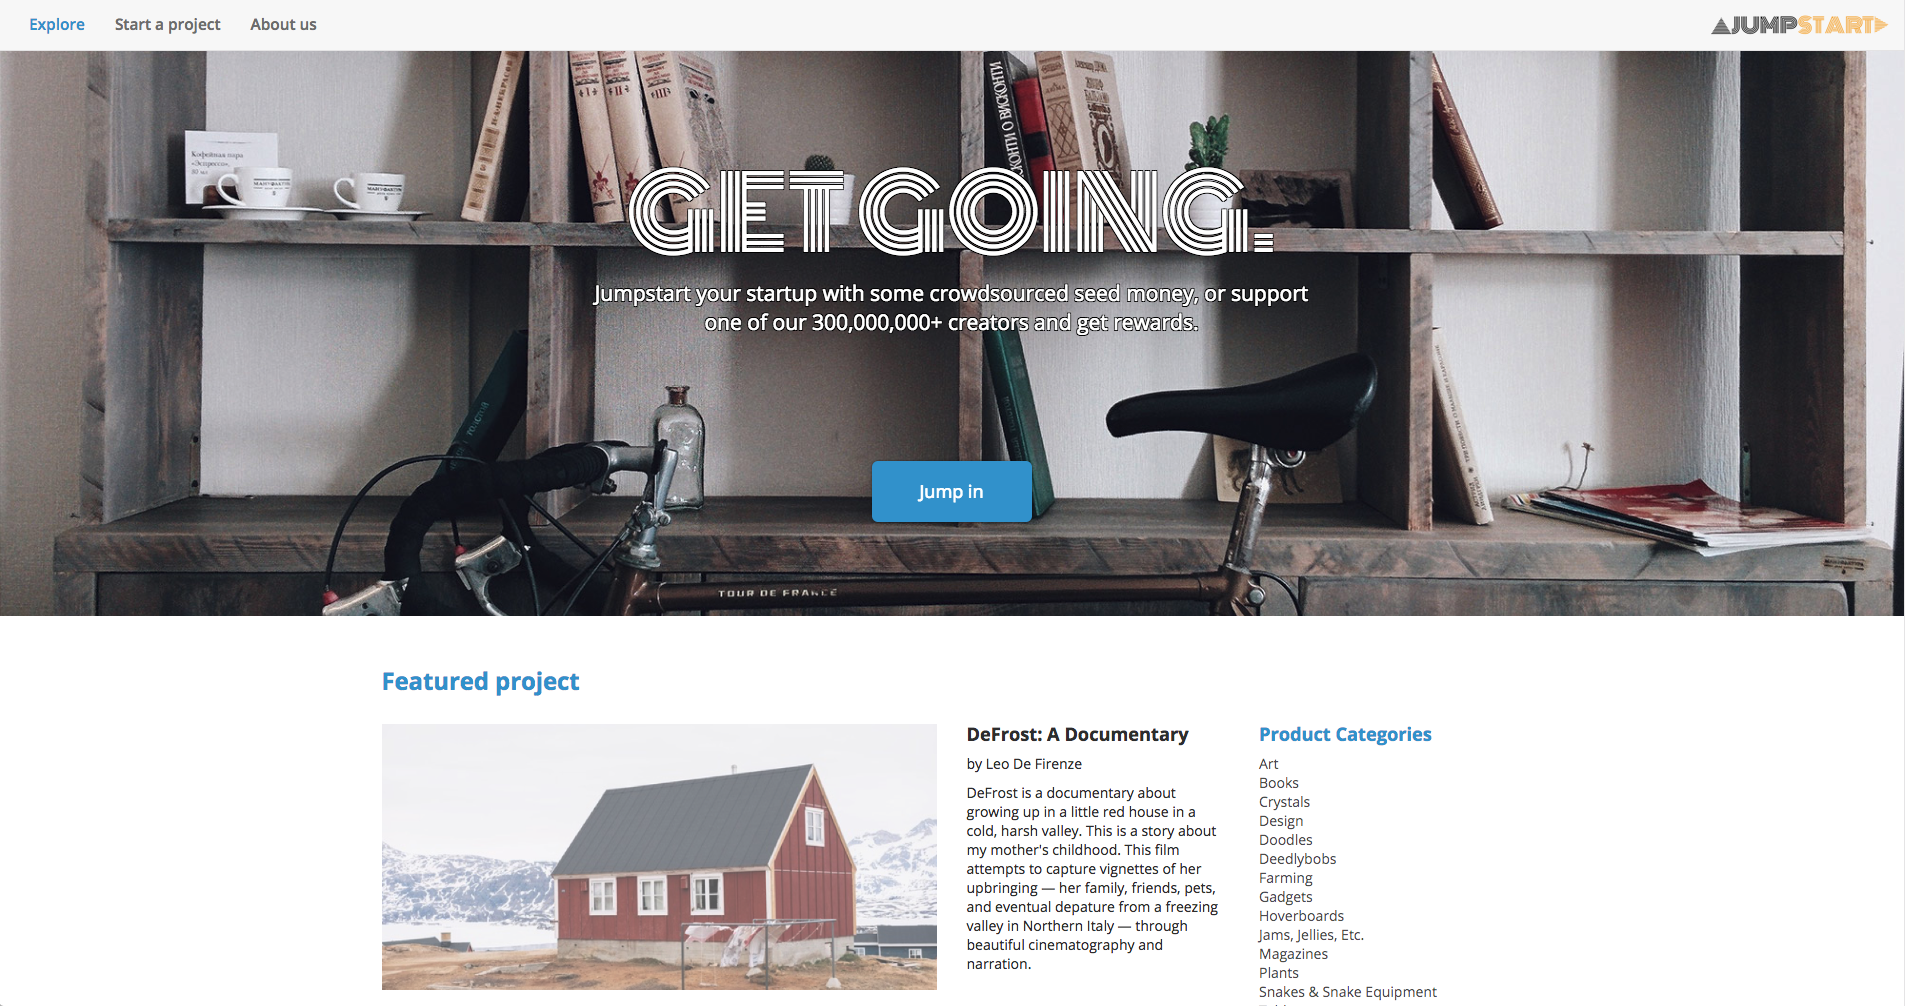 Explore
Start a project
About us
JUMPSTART
Кофейная пара
«Эспрессо»,
I
II
III
GET GOING.
Jumpstart your startup with some crowdsourced seed money, or support
one of our 300,000,000+ creators and get rewards.
Jump in
TOUR DE FRANCE
Featured project
DeFrost: A Documentary
by Leo De Firenze
DeFrost is a documentary about
growing up in a little red house in a
cold, harsh valley. This is a story about
my mother's childhood. This film
attempts to capture vignettes of her
upbringing — her family, friends, pets,
and eventual depature from a freezing
valley in Northern Italy — through
beautiful cinematography and
narration.
Product Categories
Art
Books
Crystals
Design
Doodles
Deedlybobs
Farming
Gadgets
Hoverboards
Jams, Jellies, Etc.
Magazines
Plants
Snakes & Snake Equipment